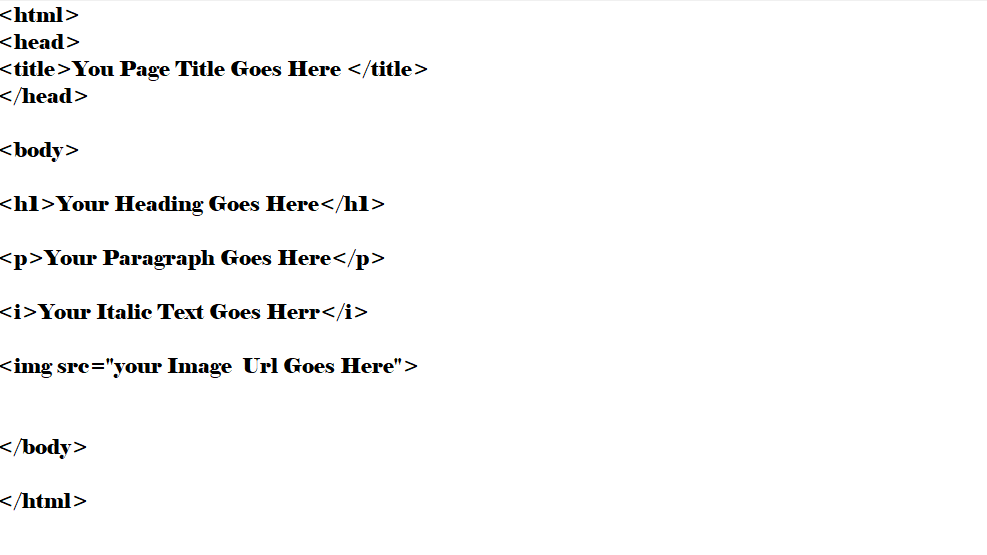 <html>
<head>
<title>You Page Title Goes Here </title>
</head>
<body>
<h1>Your Heading Goes Here</h1>
<p>Your Paragraph Goes Here</p>
<i>Your Italic Text Goes Herr</i>
<img src="your Image  Url Goes Here">
</body>
</html>